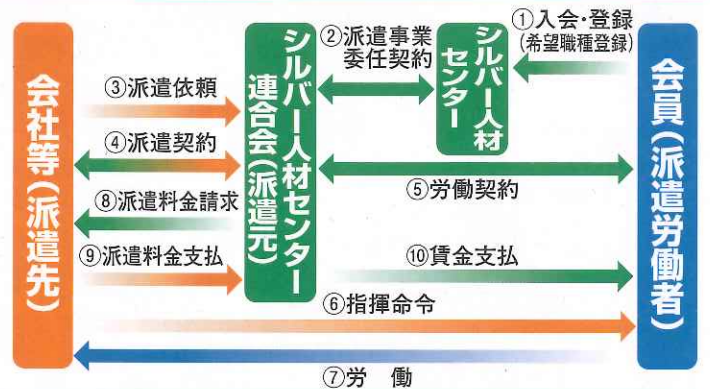 会社等(派遣先)
シルバー人材センター
連合会(派遣元)
シルバー人材
センター
会員(派遣労働者)
①入会・登録
(希望職種登録)
②派遣事業
委任契約
③派遣依頼
④派遣契約
⑤労働契約
⑧派遣料金請求
⑨派遣料金支払
⑩賃金支払
⑥指揮命令
⑦労　働